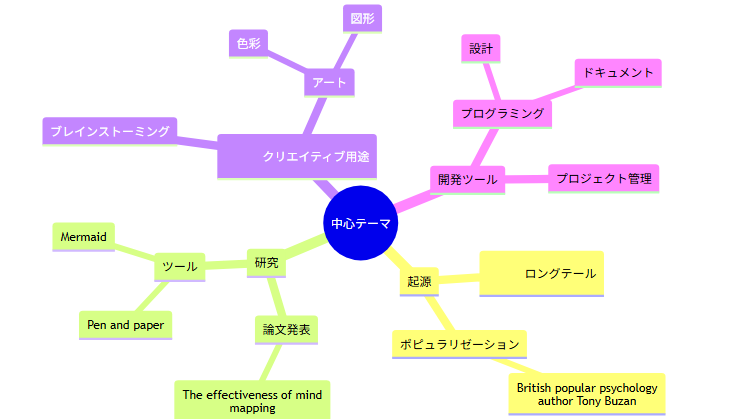 図形
色彩
アート
ブレインストーミング
クリエイティブ用途
設計
ドキュメント
プログラミング
開発ツール
プロジェクト管理
中心テーマ
Mermaid
ツール
研究
Pen and paper
論文発表
The effectiveness of mind
mapping
起源
ロングテール
ポピュラリゼーション
British popular psychology
author Tony Buzan